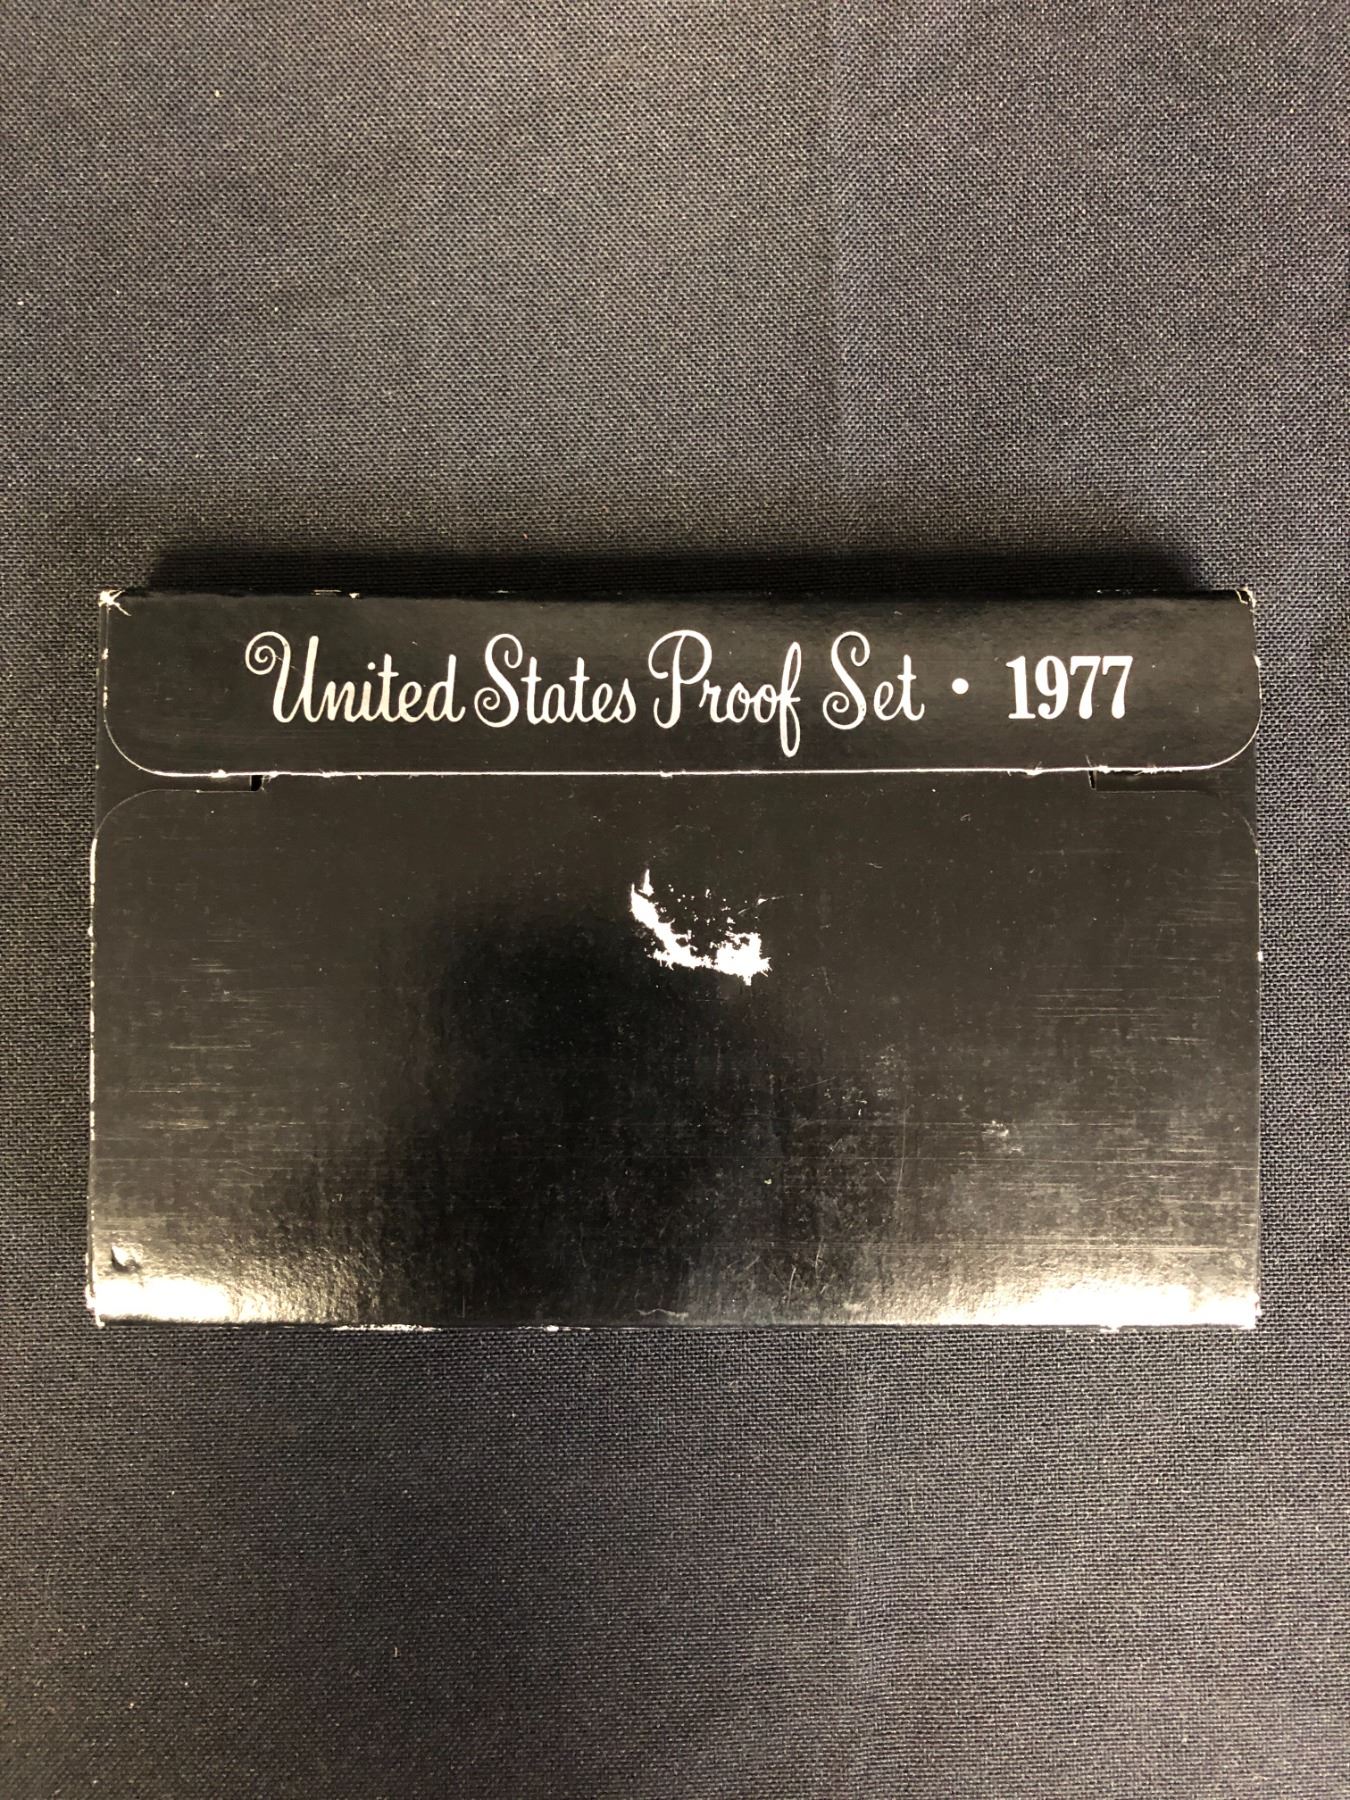 United States Proof Set • 1977